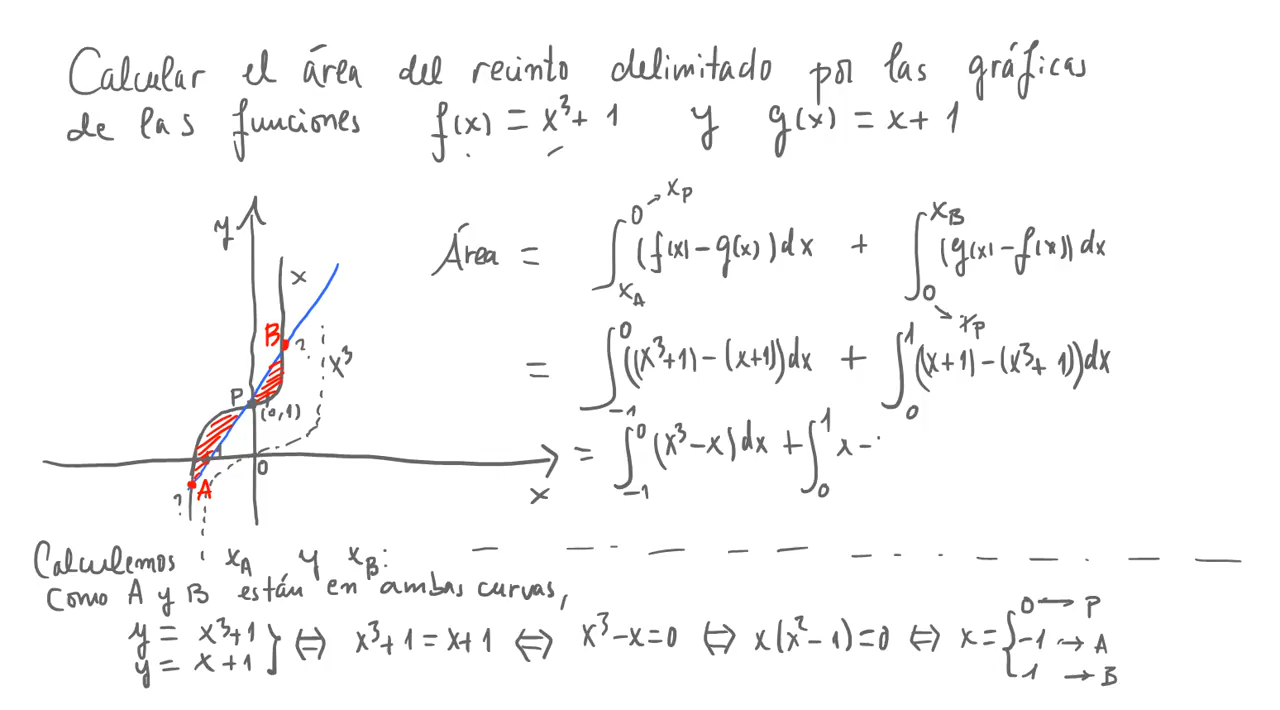 Calcular el área del recinto delimitado por las gráficas
de las funciones f(x) = x³ + 1 y g(x) = x + 1
y
x
B
?
x³
P
(0,1)
0
A
?
x
Área = ∫_{x_A}^{0 → x_P} (f(x) - g(x)) dx + ∫_{0 → x_P}^{x_B} (g(x) - f(x)) dx
= ∫_{-1}^{0} ((x³+1) - (x+1)) dx + ∫_{0}^{1} ((x+1) - (x³+1)) dx
= ∫_{-1}^{0} (x³ - x) dx + ∫_{0}^{1} x -
Calculemos x_A y x_B:
Como A y B están en ambas curvas,
y = x³+1
y = x+1 } ⇔ x³+1 = x+1 ⇔ x³-x=0 ⇔ x(x²-1)=0 ⇔ x = { 0 → P
-1 → A
1 → B